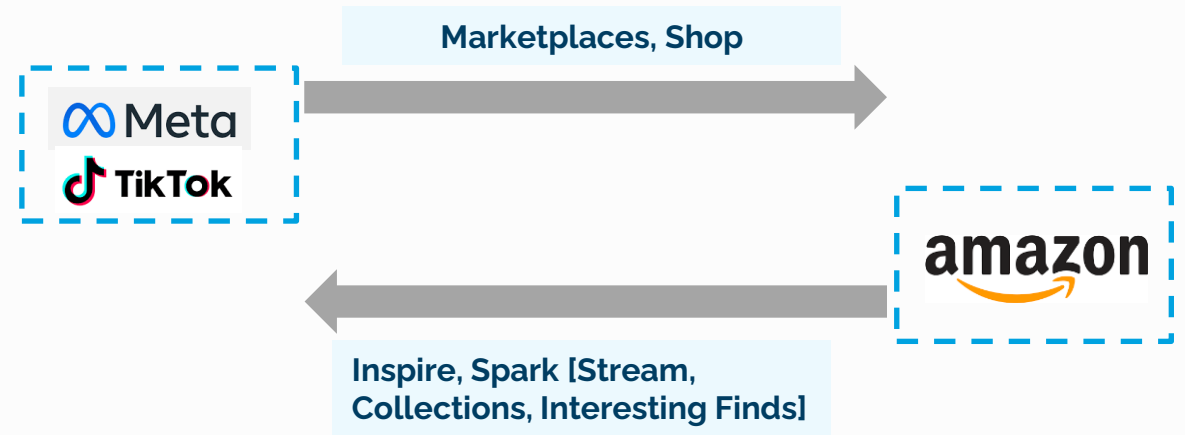 Marketplaces, Shop
Meta
TikTok
amazon
Inspire, Spark [Stream,
Collections, Interesting Finds]